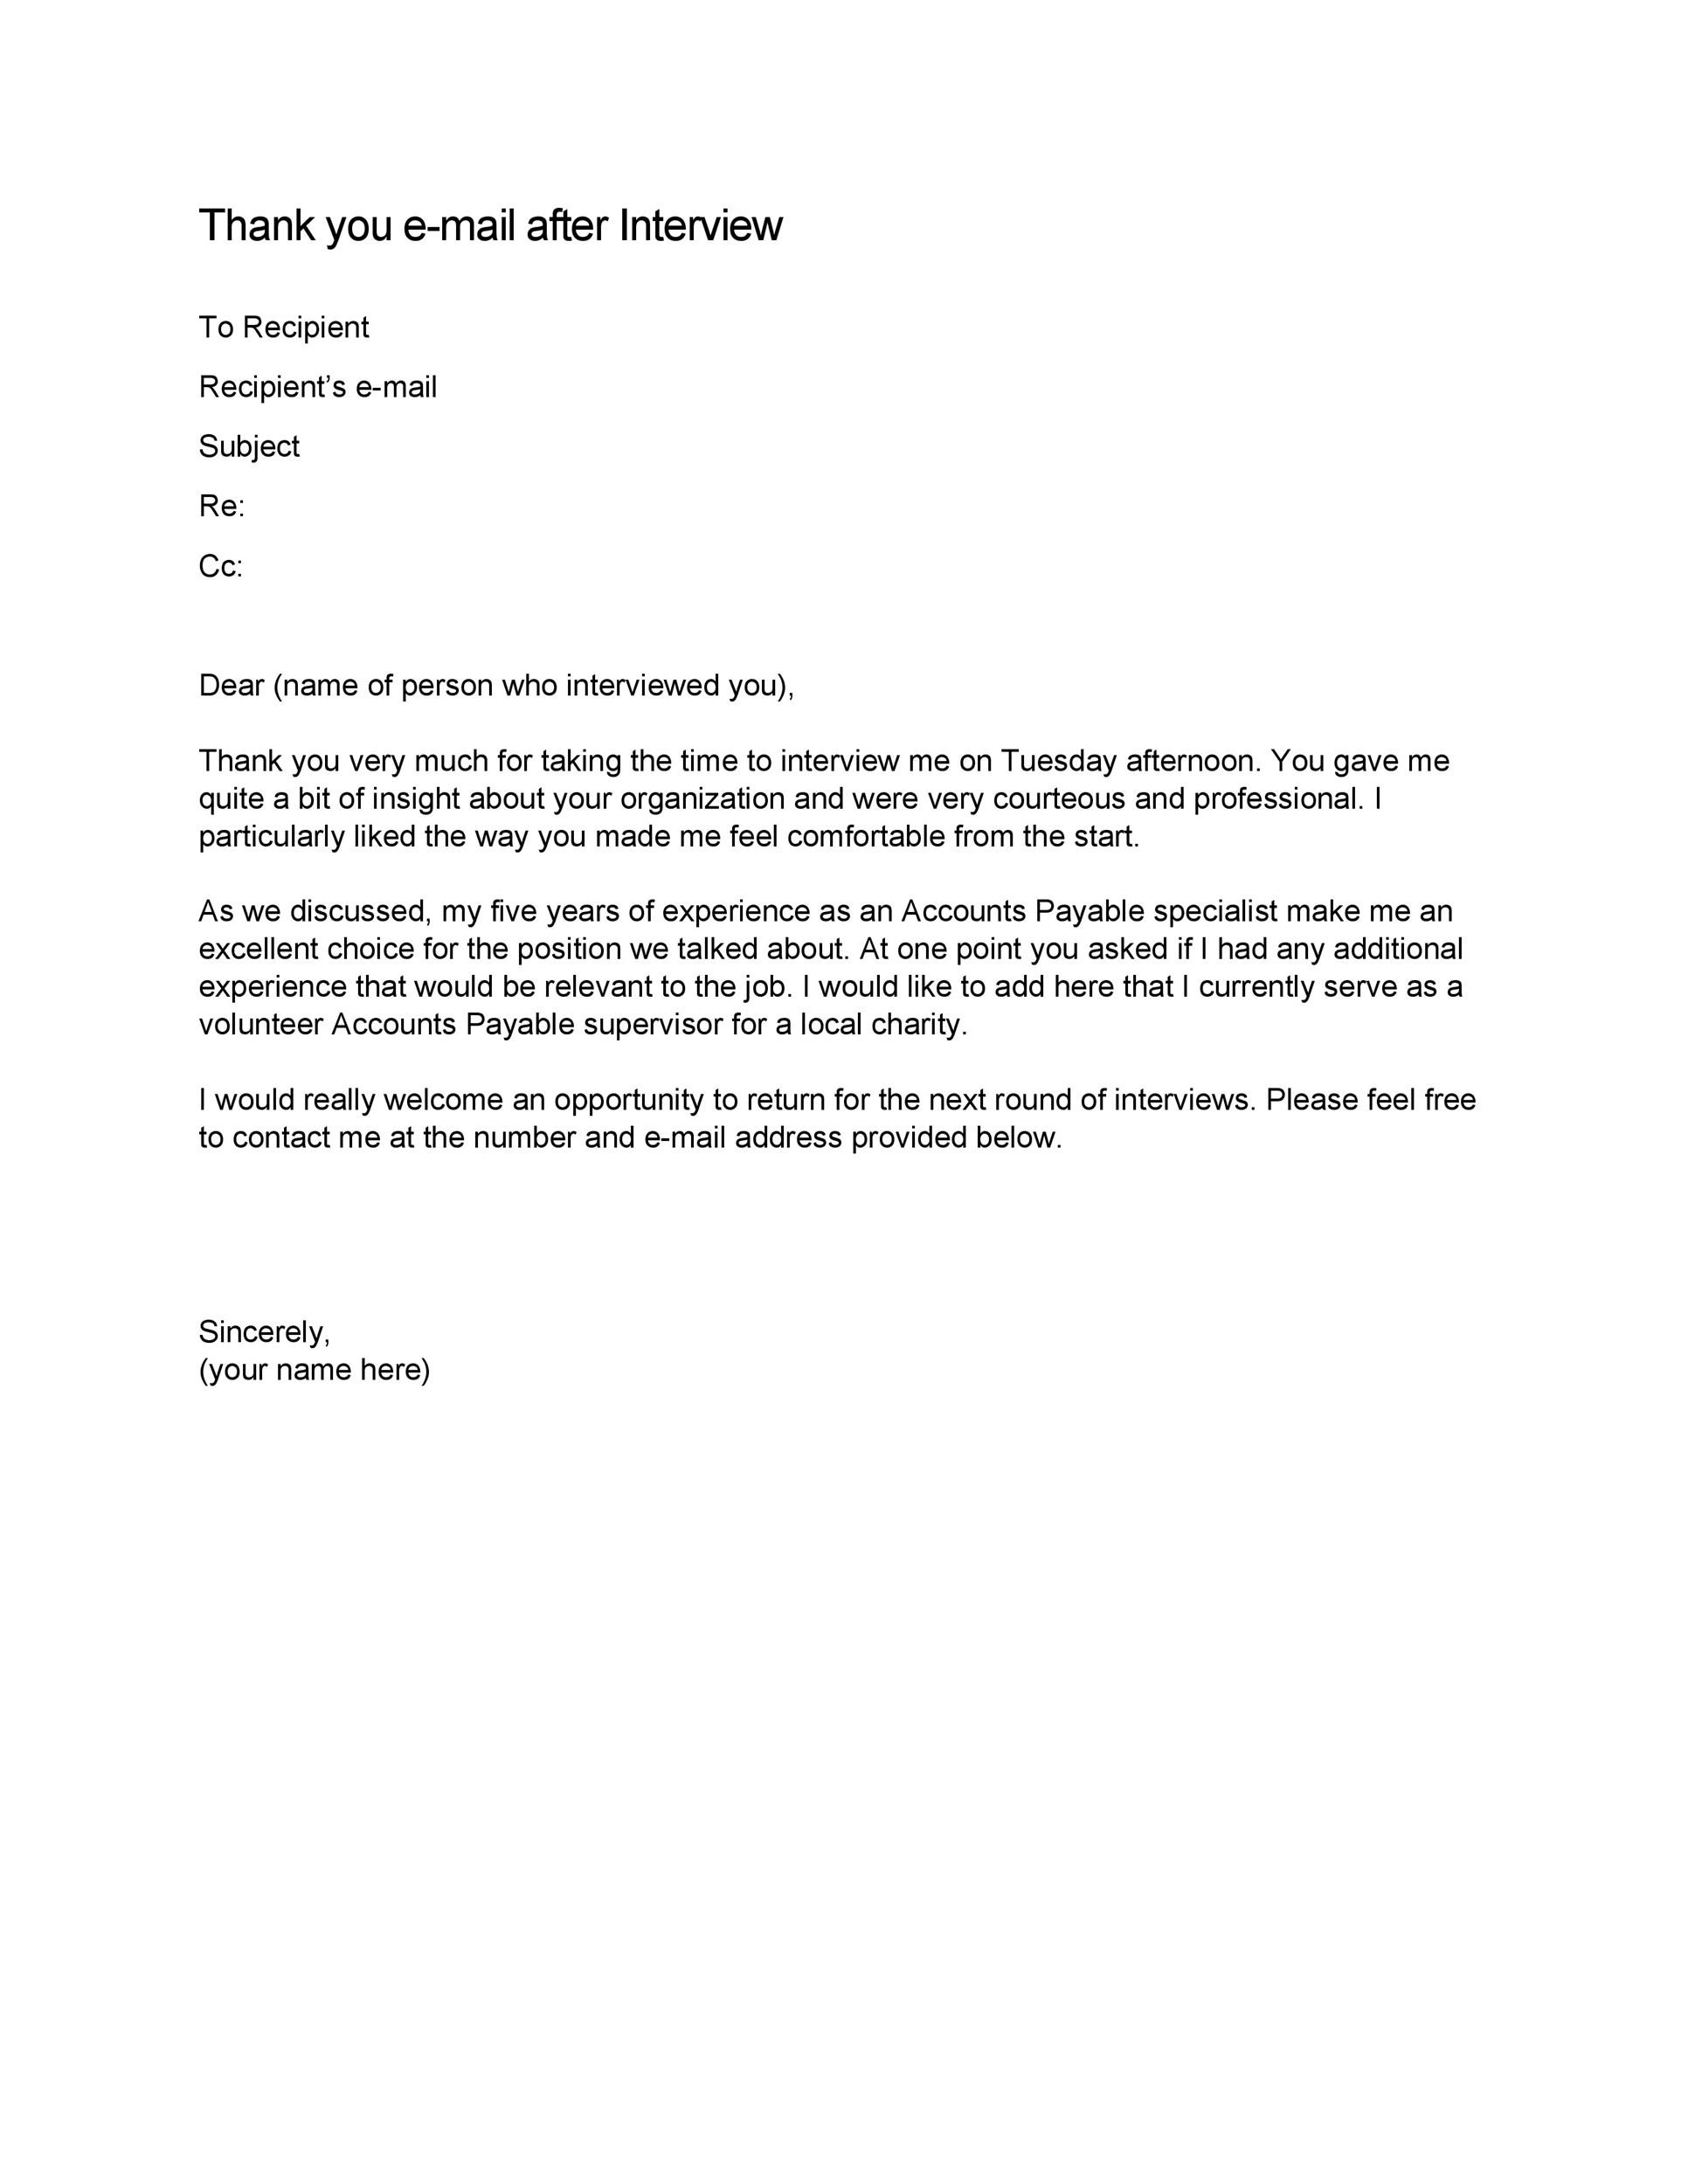 Thank you e-mail after Interview
To Recipient
Recipient’s e-mail
Subject
Re:
Cc:
Dear (name of person who interviewed you),
Thank you very much for taking the time to interview me on Tuesday afternoon. You gave me
quite a bit of insight about your organization and were very courteous and professional. I
particularly liked the way you made me feel comfortable from the start.
As we discussed, my five years of experience as an Accounts Payable specialist make me an
excellent choice for the position we talked about. At one point you asked if I had any additional
experience that would be relevant to the job. I would like to add here that I currently serve as a
volunteer Accounts Payable supervisor for a local charity.
I would really welcome an opportunity to return for the next round of interviews. Please feel free
to contact me at the number and e-mail address provided below.
Sincerely,
(your name here)